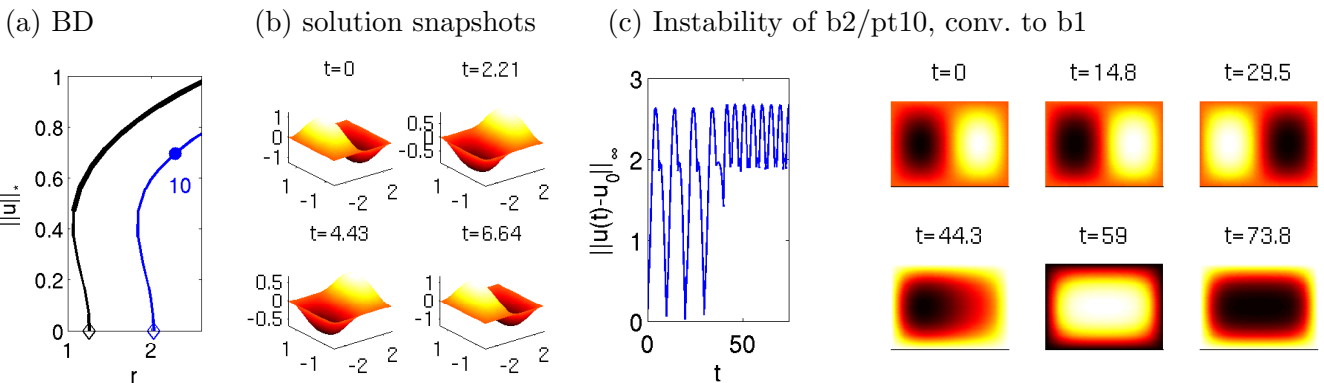 (a) BD
(b) solution snapshots
(c) Instability of b2/pt10, conv. to b1
1
0.8
0.6
0.4
0.2
0
1
2
r
||u||*
10
t=0
1
0
-1
1
-1
-2
2
t=2.21
0.5
0
-0.5
1
-1
-2
2
t=4.43
0.5
0
-0.5
1
-1
-2
2
t=6.64
1
0
-1
1
-1
-2
2
3
2
1
0
0
50
t
||u(t)-u₀||∞
t=0
t=14.8
t=29.5
t=44.3
t=59
t=73.8